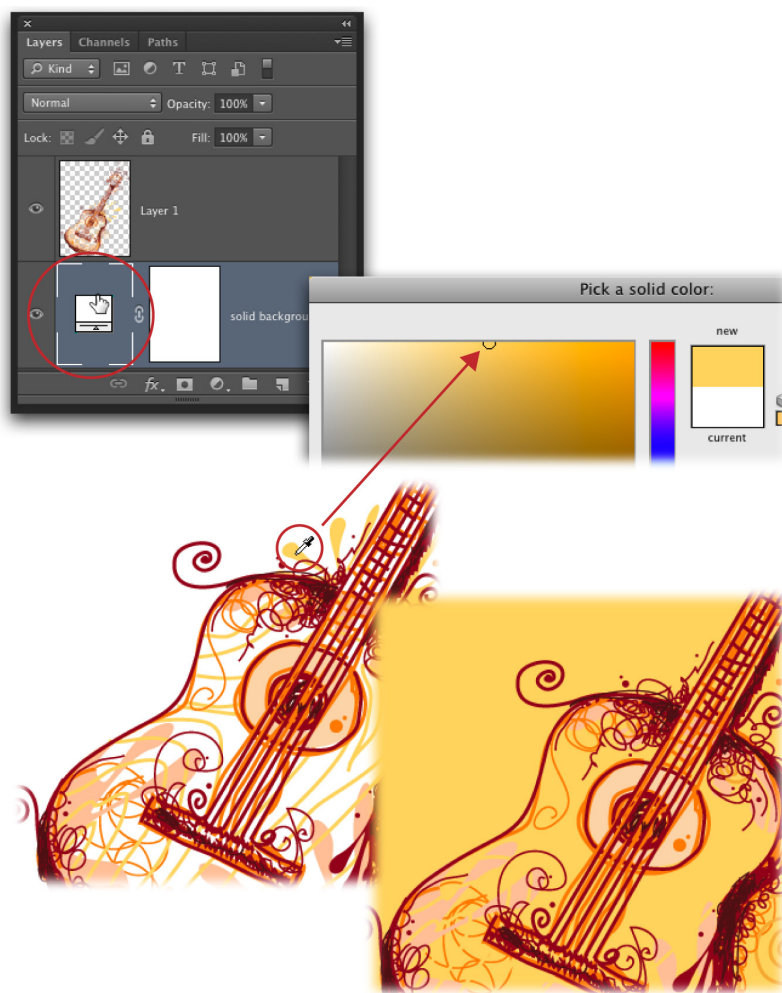 Layers Channels Paths
Kind T
Normal Opacity: 100%
Lock: Fill: 100%
Layer 1
solid backgrou
fx.
Pick a solid color:
new
current